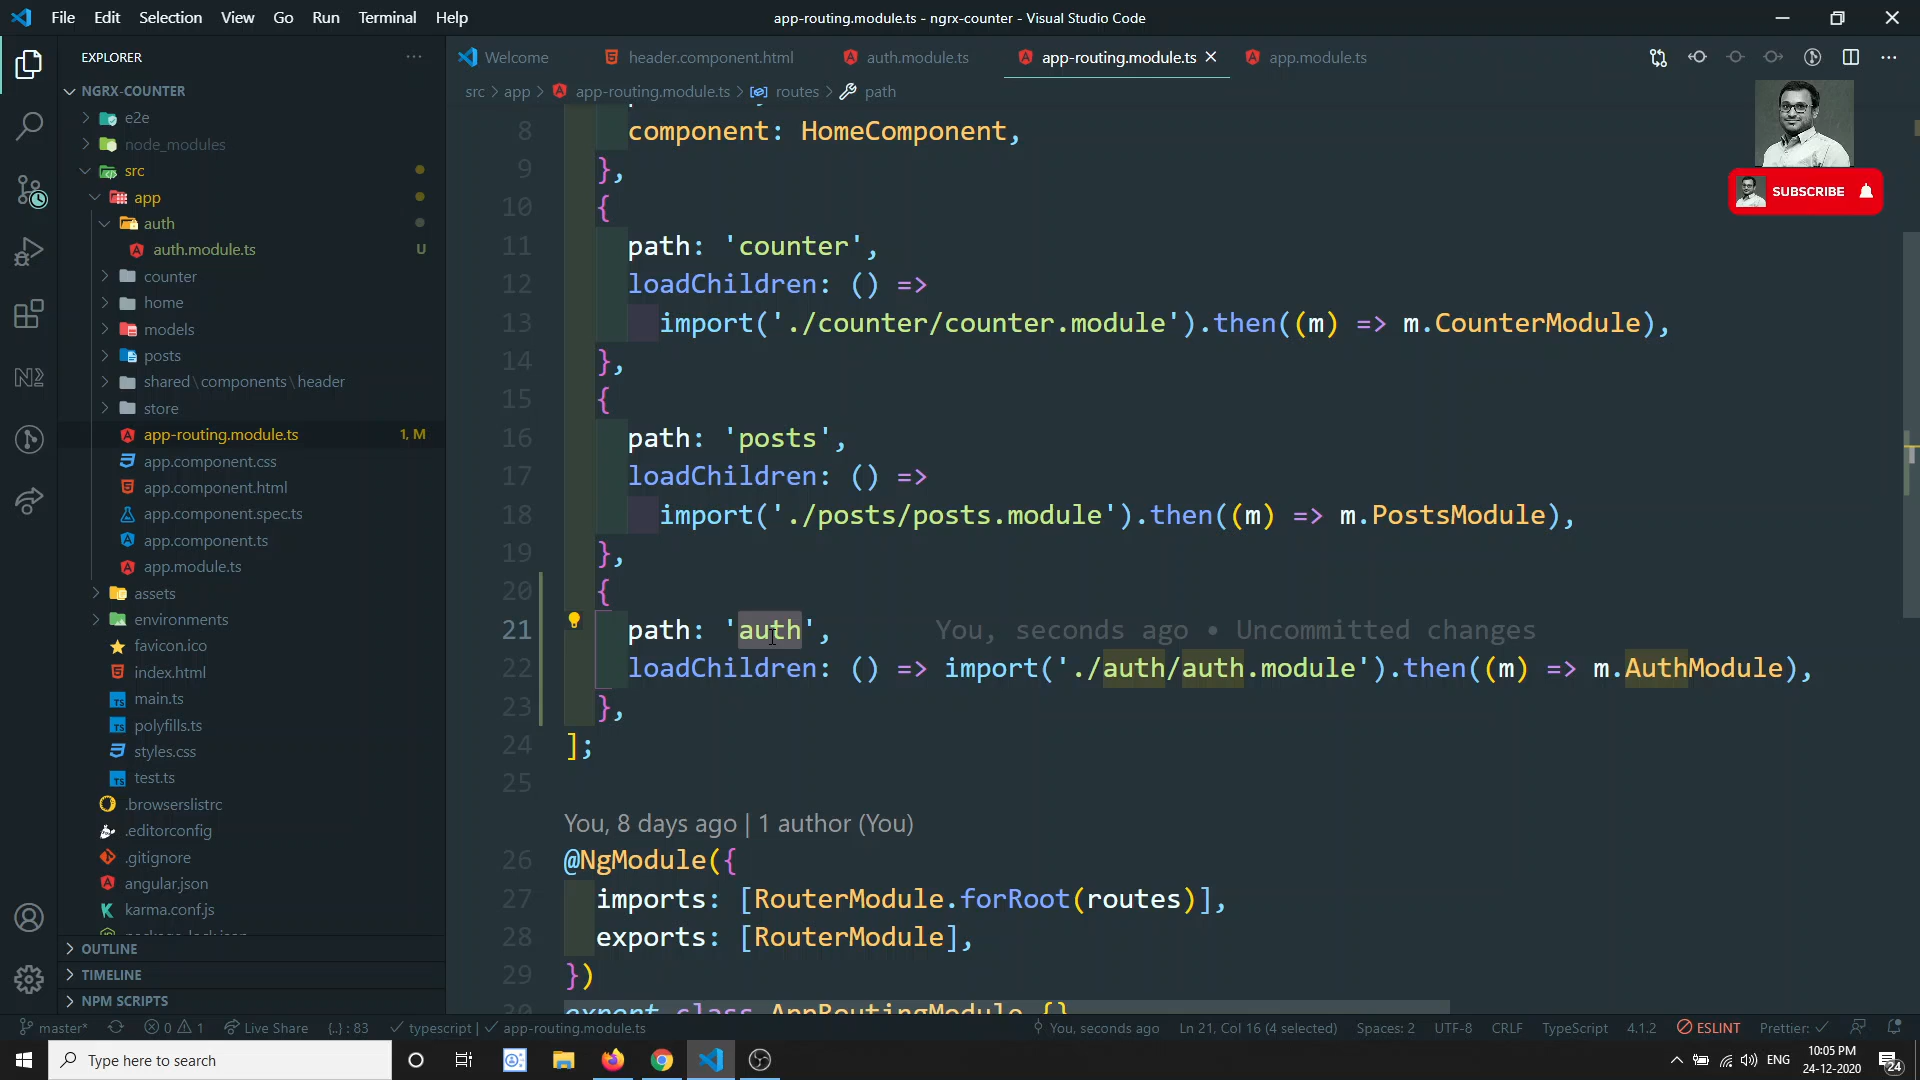 File Edit Selection View Go Run Terminal Help
app-routing.module.ts - ngrx-counter - Visual Studio Code
EXPLORER
Welcome
header.component.html
auth.module.ts
app-routing.module.ts
app.module.ts
src > app > app-routing.module.ts > routes > path
NGRX-COUNTER
e2e
node_modules
src
app
auth
auth.module.ts U
counter
home
models
posts
shared\components\header
store
app-routing.module.ts 1, M
app.component.css
app.component.html
app.component.spec.ts
app.component.ts
app.module.ts
assets
environments
favicon.ico
index.html
main.ts
polyfills.ts
styles.css
test.ts
.browserslistrc
.editorconfig
.gitignore
angular.json
karma.conf.js
OUTLINE
TIMELINE
NPM SCRIPTS
8 component: HomeComponent,
9 },
10 {
11 path: 'counter',
12 loadChildren: () =>
13 import('./counter/counter.module').then((m) => m.CounterModule),
14 },
15 {
16 path: 'posts',
17 loadChildren: () =>
18 import('./posts/posts.module').then((m) => m.PostsModule),
19 },
20 {
21 path: 'auth', You, seconds ago • Uncommitted changes
22 loadChildren: () => import('./auth/auth.module').then((m) => m.AuthModule),
23 },
24 ];
25
You, 8 days ago | 1 author (You)
26 @NgModule({
27 imports: [RouterModule.forRoot(routes)],
28 exports: [RouterModule],
29 })
30 export class AppRoutingModule {}
SUBSCRIBE
master* 0 1 Live Share {..} : 83 typescript | app-routing.module.ts
You, seconds ago Ln 21, Col 16 (4 selected) Spaces: 2 UTF-8 CRLF TypeScript 4.1.2 ESLINT Prettier:
Type here to search
ENG
10:05 PM
24-12-2020
24